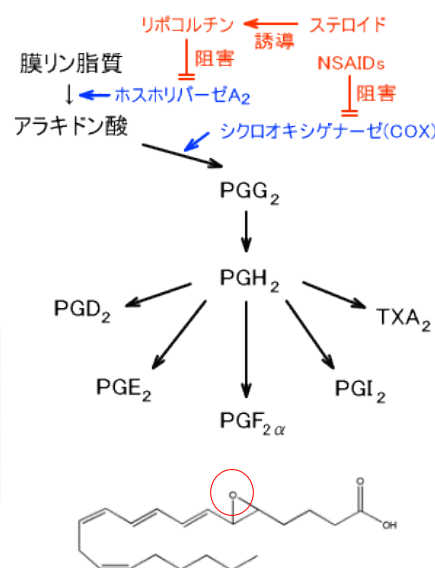 リポコルチン ステロイド
誘導
阻害
膜リン脂質
NSAIDs
阻害
ホスホリパーゼA2
アラキドン酸
シクロオキシゲナーゼ(COX)
PGG2
PGH2
PGD2
TXA2
PGE2
PGI2
PGF2α
O
O
OH